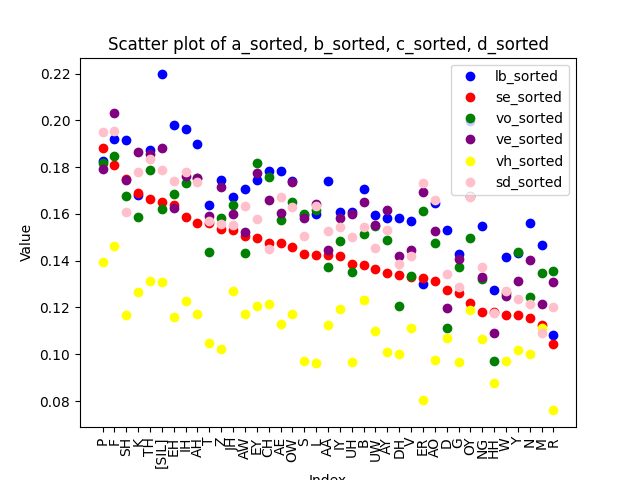 Scatter plot of a_sorted, b_sorted, c_sorted, d_sorted
Value
0.22
0.20
0.18
0.16
0.14
0.12
0.10
0.08
lb_sorted
se_sorted
vo_sorted
ve_sorted
vh_sorted
sd_sorted
P
F
SH
K
TH
[SIL]
EH
IH
AH
T
Z
JH
AW
EY
CH
AE
OW
S
L
AA
IY
UH
B
UW
AY
DH
V
ER
AO
D
G
OY
NG
HH
W
Y
N
M
R
Index